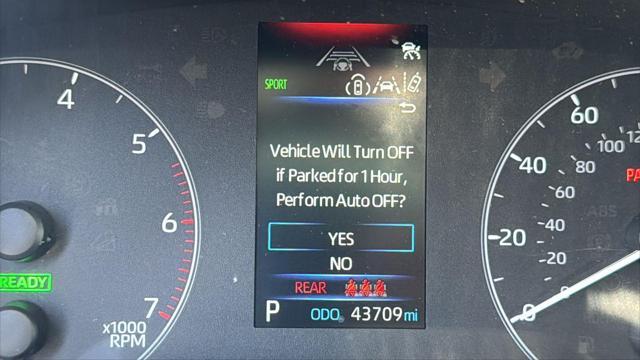 SPORT
Vehicle Will Turn OFF
if Parked for 1 Hour,
Perform Auto OFF?
YES
NO
REAR
P ODO 43709 mi
4
5
6
7
x1000
RPM
READY
60
40
20
0
100
80
60
40
20
0
ABS